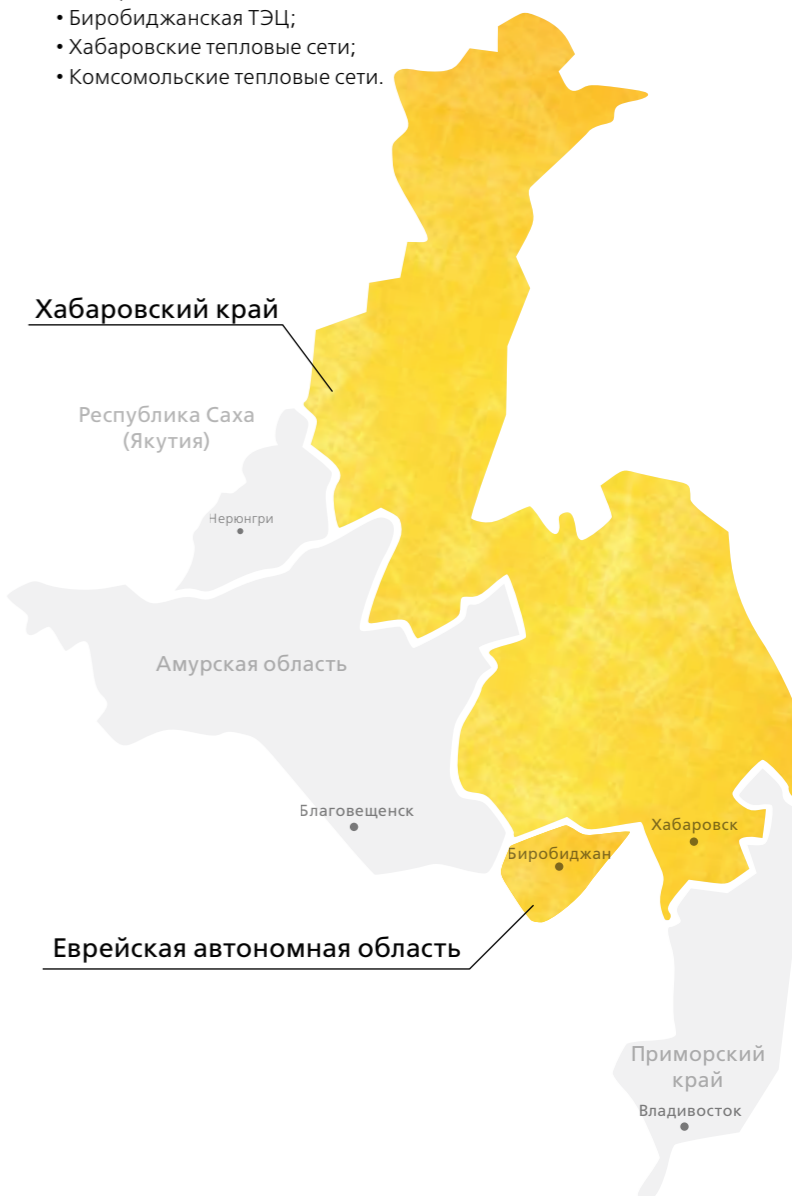 • Биробиджанская ТЭЦ;
• Хабаровские тепловые сети;
• Комсомольские тепловые сети.
Хабаровский край
Республика Саха
(Якутия)
Нерюнгри
Амурская область
Благовещенск
Хабаровск
Биробиджан
Еврейская автономная область
Приморский
край
Владивосток